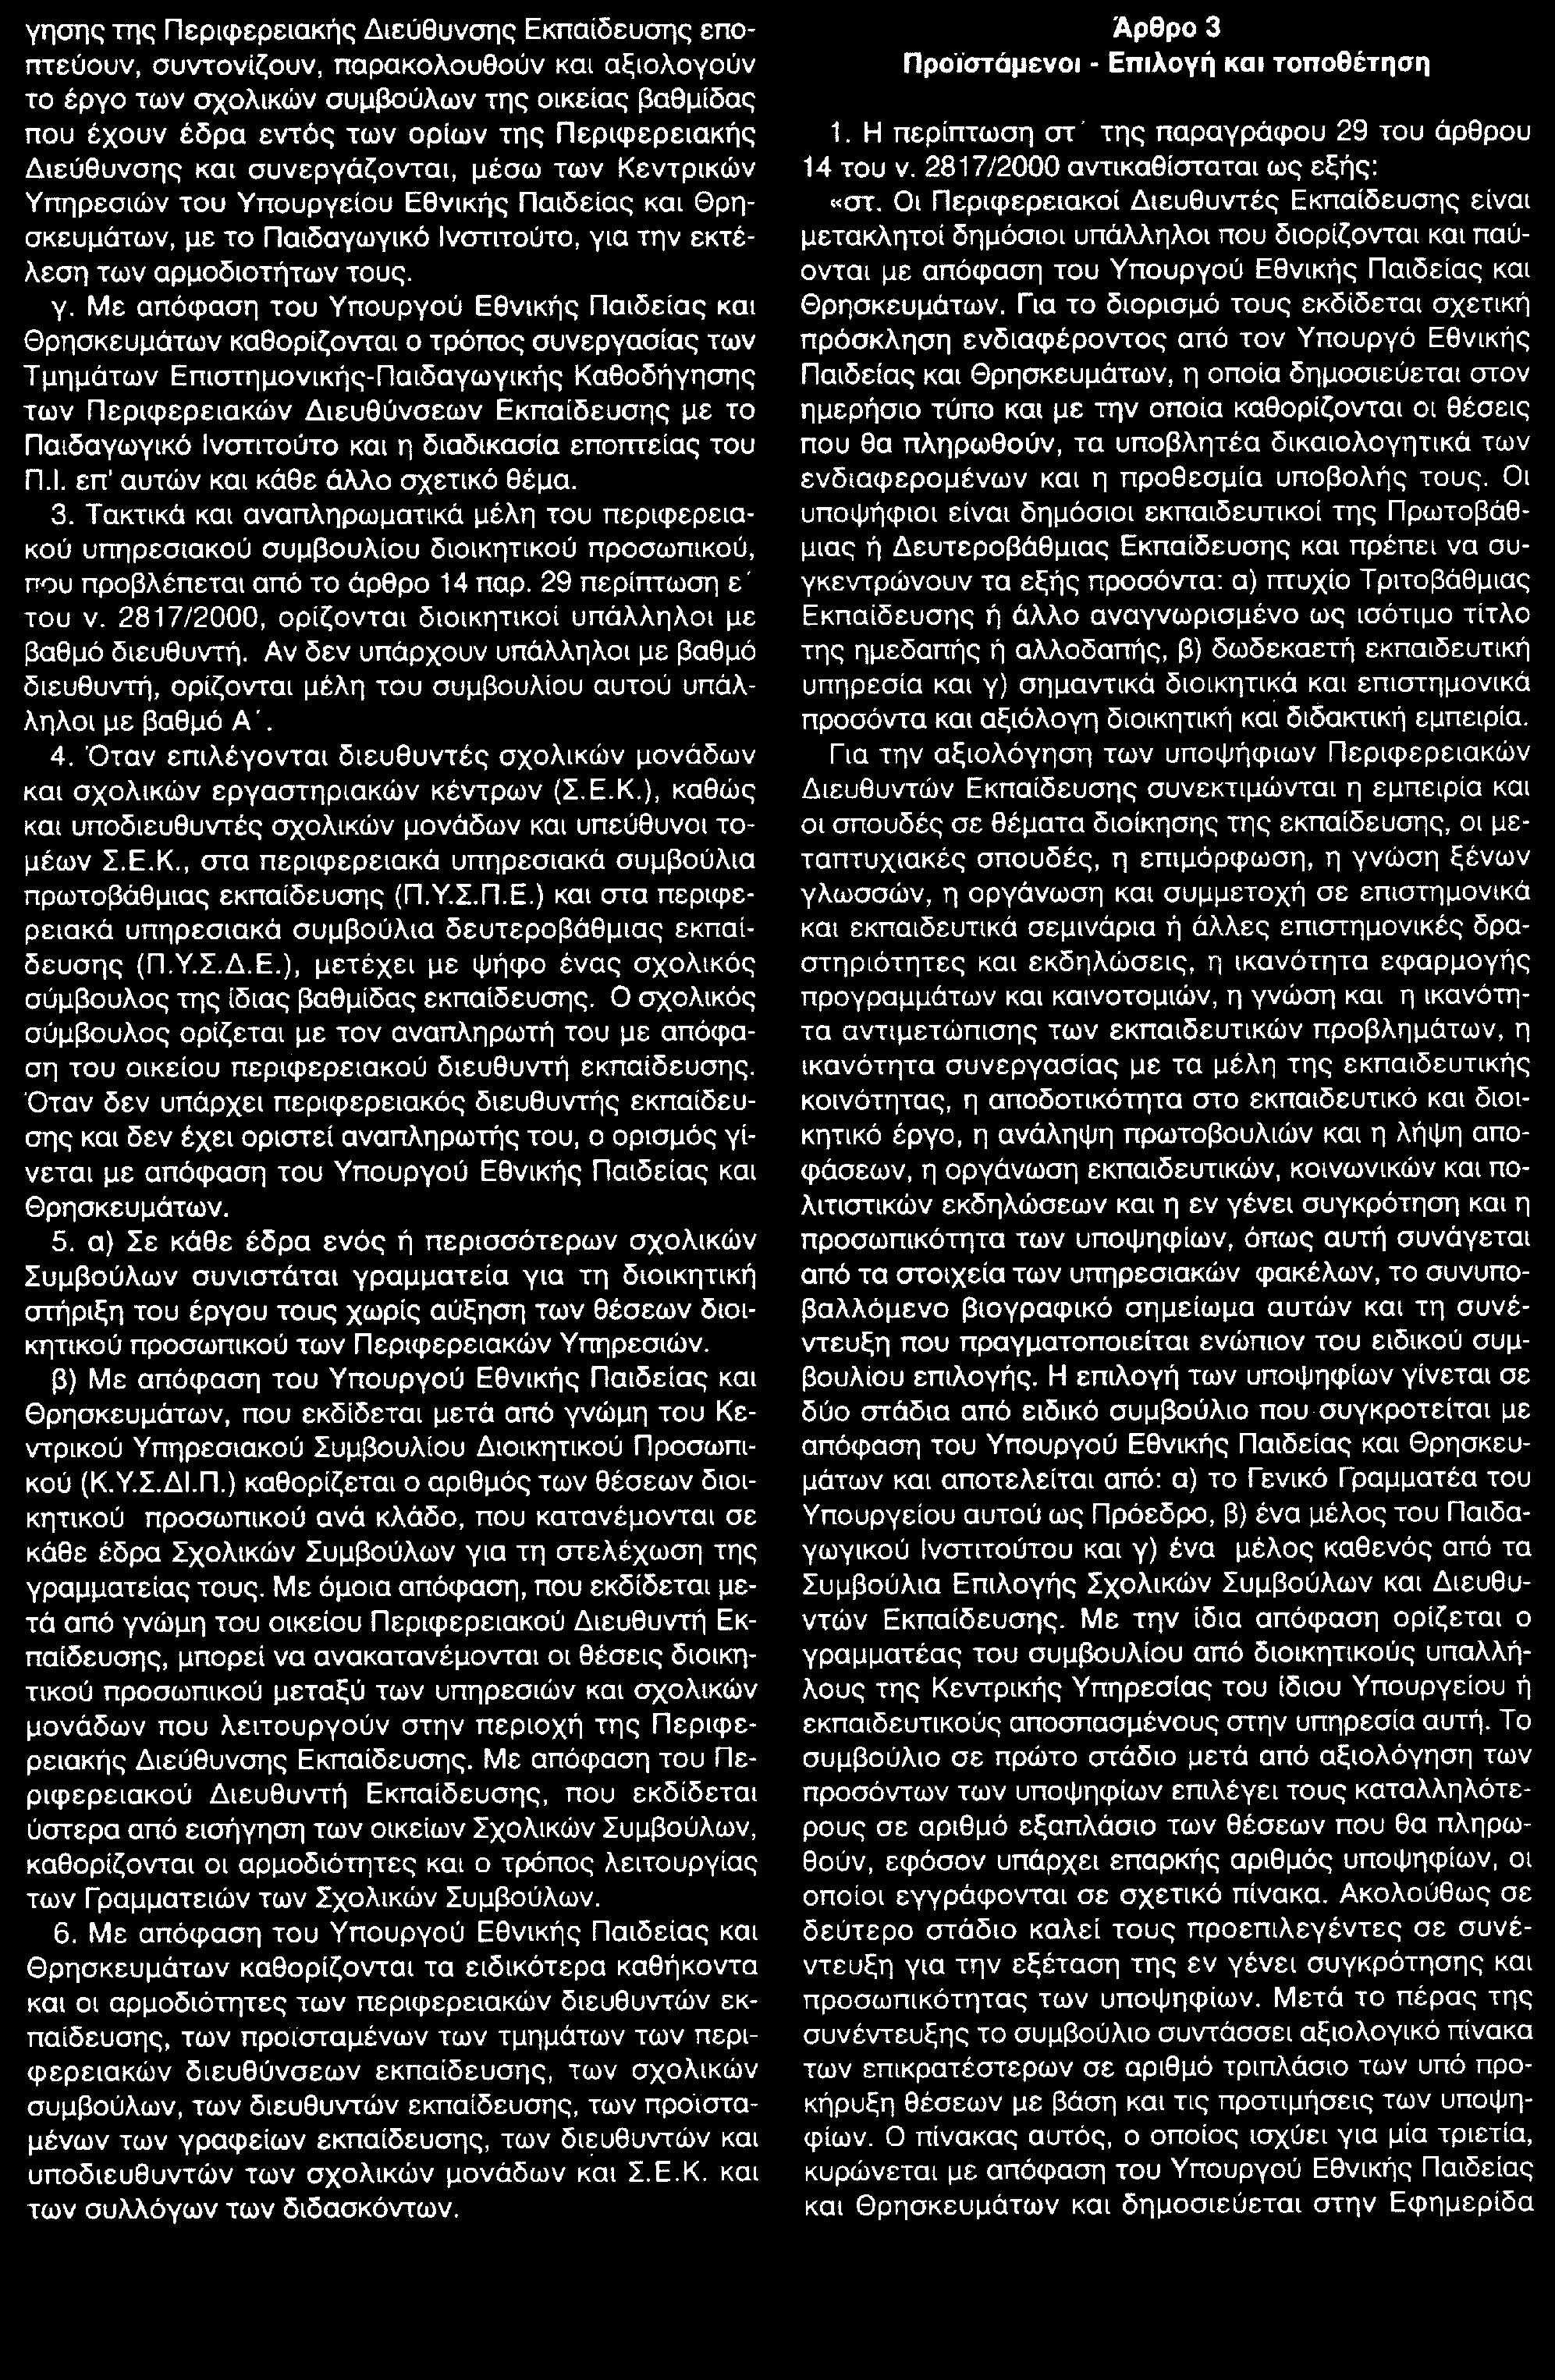 γησης της Περιφερειακής Διεύθυνσης Εκπαίδευσης επο-
πτεύουν, συντονίζουν, παρακολουθούν και αξιολογούν
το έργο των σχολικών συμβούλων της οικείας βαθμίδας
που έχουν έδρα εντός των ορίων της Περιφερειακής
Διεύθυνσης και συνεργάζονται, μέσω των Κεντρικών
Υπηρεσιών του Υπουργείου Εθνικής Παιδείας και Θρη-
σκευμάτων, με το Παιδαγωγικό Ινστιτούτο, για την εκτέ-
λεση των αρμοδιοτήτων τους.
γ. Με απόφαση του Υπουργού Εθνικής Παιδείας και
Θρησκευμάτων καθορίζονται ο τρόπος συνεργασίας των
Τμημάτων Επιστημονικής-Παιδαγωγικής Καθοδήγησης
των Περιφερειακών Διευθύνσεων Εκπαίδευσης με το
Παιδαγωγικό Ινστιτούτο και η διαδικασία εποπτείας του
Π.Ι. επ' αυτών και κάθε άλλο σχετικό θέμα.
3. Τακτικά και αναπληρωματικά μέλη του περιφερεια-
κού υπηρεσιακού συμβουλίου διοικητικού προσωπικού,
που προβλέπεται από το άρθρο 14 παρ. 29 περίπτωση ε΄
του ν. 2817/2000, ορίζονται διοικητικοί υπάλληλοι με
βαθμό διευθυντή. Αν δεν υπάρχουν υπάλληλοι με βαθμό
διευθυντή, ορίζονται μέλη του συμβουλίου αυτού υπάλ-
ληλοι με βαθμό Α΄.
4. Όταν επιλέγονται διευθυντές σχολικών μονάδων
και σχολικών εργαστηριακών κέντρων (Σ.Ε.Κ.), καθώς
και υποδιευθυντές σχολικών μονάδων και υπεύθυνοι το-
μέων Σ.Ε.Κ., στα περιφερειακά υπηρεσιακά συμβούλια
πρωτοβάθμιας εκπαίδευσης (Π.Υ.Σ.Π.Ε.) και στα περιφε-
ρειακά υπηρεσιακά συμβούλια δευτεροβάθμιας εκπαί-
δευσης (Π.Υ.Σ.Δ.Ε.), μετέχει με ψήφο ένας σχολικός
σύμβουλος της ίδιας βαθμίδας εκπαίδευσης. Ο σχολικός
σύμβουλος ορίζεται με τον αναπληρωτή του με απόφα-
ση του οικείου περιφερειακού διευθυντή εκπαίδευσης.
Όταν δεν υπάρχει περιφερειακός διευθυντής εκπαίδευ-
σης και δεν έχει οριστεί αναπληρωτής του, ο ορισμός γί-
νεται με απόφαση του Υπουργού Εθνικής Παιδείας και
Θρησκευμάτων.
5. α) Σε κάθε έδρα ενός ή περισσότερων σχολικών
Συμβούλων συνιστάται γραμματεία για τη διοικητική
στήριξη του έργου τους χωρίς αύξηση των θέσεων διοι-
κητικού προσωπικού των Περιφερειακών Υπηρεσιών.
β) Με απόφαση του Υπουργού Εθνικής Παιδείας και
Θρησκευμάτων, που εκδίδεται μετά από γνώμη του Κε-
ντρικού Υπηρεσιακού Συμβουλίου Διοικητικού Προσωπι-
κού (Κ.Υ.Σ.ΔΙ.Π.) καθορίζεται ο αριθμός των θέσεων διοι-
κητικού προσωπικού ανά κλάδο, που κατανέμονται σε
κάθε έδρα Σχολικών Συμβούλων για τη στελέχωση της
γραμματείας τους. Με όμοια απόφαση, που εκδίδεται με-
τά από γνώμη του οικείου Περιφερειακού Διευθυντή Εκ-
παίδευσης, μπορεί να ανακατανέμονται οι θέσεις διοικη-
τικού προσωπικού μεταξύ των υπηρεσιών και σχολικών
μονάδων που λειτουργούν στην περιοχή της Περιφε-
ρειακής Διεύθυνσης Εκπαίδευσης. Με απόφαση του Πε-
ριφερειακού Διευθυντή Εκπαίδευσης, που εκδίδεται
ύστερα από εισήγηση των οικείων Σχολικών Συμβούλων,
καθορίζονται οι αρμοδιότητες και ο τρόπος λειτουργίας
των Γραμματειών των Σχολικών Συμβούλων.
6. Με απόφαση του Υπουργού Εθνικής Παιδείας και
Θρησκευμάτων καθορίζονται τα ειδικότερα καθήκοντα
και οι αρμοδιότητες των περιφερειακών διευθυντών εκ-
παίδευσης, των προϊσταμένων των τμημάτων των περι-
φερειακών διευθύνσεων εκπαίδευσης, των σχολικών
συμβούλων, των διευθυντών εκπαίδευσης, των προϊστα-
μένων των γραφείων εκπαίδευσης, των διευθυντών και
υποδιευθυντών των σχολικών μονάδων και Σ.Ε.Κ. και
των συλλόγων των διδασκόντων.
Άρθρο 3
Προϊστάμενοι - Επιλογή και τοποθέτηση
1. Η περίπτωση στ΄ της παραγράφου 29 του άρθρου
14 του ν. 2817/2000 αντικαθίσταται ως εξής:
«στ. Οι Περιφερειακοί Διευθυντές Εκπαίδευσης είναι
μετακλητοί δημόσιοι υπάλληλοι που διορίζονται και παύ-
ονται με απόφαση του Υπουργού Εθνικής Παιδείας και
Θρησκευμάτων. Για το διορισμό τους εκδίδεται σχετική
πρόσκληση ενδιαφέροντος από τον Υπουργό Εθνικής
Παιδείας και Θρησκευμάτων, η οποία δημοσιεύεται στον
ημερήσιο τύπο και με την οποία καθορίζονται οι θέσεις
που θα πληρωθούν, τα υποβλητέα δικαιολογητικά των
ενδιαφερομένων και η προθεσμία υποβολής τους. Οι
υποψήφιοι είναι δημόσιοι εκπαιδευτικοί της Πρωτοβάθ-
μιας ή Δευτεροβάθμιας Εκπαίδευσης και πρέπει να συ-
γκεντρώνουν τα εξής προσόντα: α) πτυχίο Τριτοβάθμιας
Εκπαίδευσης ή άλλο αναγνωρισμένο ως ισότιμο τίτλο
της ημεδαπής ή αλλοδαπής, β) δωδεκαετή εκπαιδευτική
υπηρεσία και γ) σημαντικά διοικητικά και επιστημονικά
προσόντα και αξιόλογη διοικητική και διδακτική εμπειρία.
Για την αξιολόγηση των υποψήφιων Περιφερειακών
Διευθυντών Εκπαίδευσης συνεκτιμώνται η εμπειρία και
οι σπουδές σε θέματα διοίκησης της εκπαίδευσης, οι με-
ταπτυχιακές σπουδές, η επιμόρφωση, η γνώση ξένων
γλωσσών, η οργάνωση και συμμετοχή σε επιστημονικά
και εκπαιδευτικά σεμινάρια ή άλλες επιστημονικές δρα-
στηριότητες και εκδηλώσεις, η ικανότητα εφαρμογής
προγραμμάτων και καινοτομιών, η γνώση και η ικανότη-
τα αντιμετώπισης των εκπαιδευτικών προβλημάτων, η
ικανότητα συνεργασίας με τα μέλη της εκπαιδευτικής
κοινότητας, η αποδοτικότητα στο εκπαιδευτικό και διοι-
κητικό έργο, η ανάληψη πρωτοβουλιών και η λήψη απο-
φάσεων, η οργάνωση εκπαιδευτικών, κοινωνικών και πο-
λιτιστικών εκδηλώσεων και η εν γένει συγκρότηση και η
προσωπικότητα των υποψηφίων, όπως αυτή συνάγεται
από τα στοιχεία των υπηρεσιακών φακέλων, το συνυπο-
βαλλόμενο βιογραφικό σημείωμα αυτών και τη συνέ-
ντευξη που πραγματοποιείται ενώπιον του ειδικού συμ-
βουλίου επιλογής. Η επιλογή των υποψηφίων γίνεται σε
δύο στάδια από ειδικό συμβούλιο που συγκροτείται με
απόφαση του Υπουργού Εθνικής Παιδείας και Θρησκευ-
μάτων και αποτελείται από: α) το Γενικό Γραμματέα του
Υπουργείου αυτού ως Πρόεδρο, β) ένα μέλος του Παιδα-
γωγικού Ινστιτούτου και γ) ένα μέλος καθενός από τα
Συμβούλια Επιλογής Σχολικών Συμβούλων και Διευθυ-
ντών Εκπαίδευσης. Με την ίδια απόφαση ορίζεται ο
γραμματέας του συμβουλίου από διοικητικούς υπαλλή-
λους της Κεντρικής Υπηρεσίας του ίδιου Υπουργείου ή
εκπαιδευτικούς αποσπασμένους στην υπηρεσία αυτή. Το
συμβούλιο σε πρώτο στάδιο μετά από αξιολόγηση των
προσόντων των υποψηφίων επιλέγει τους καταλληλότε-
ρους σε αριθμό εξαπλάσιο των θέσεων που θα πληρω-
θούν, εφόσον υπάρχει επαρκής αριθμός υποψηφίων, οι
οποίοι εγγράφονται σε σχετικό πίνακα. Ακολούθως σε
δεύτερο στάδιο καλεί τους προεπιλεγέντες σε συνέ-
ντευξη για την εξέταση της εν γένει συγκρότησης και
προσωπικότητας των υποψηφίων. Μετά το πέρας της
συνέντευξης το συμβούλιο συντάσσει αξιολογικό πίνακα
των επικρατέστερων σε αριθμό τριπλάσιο των υπό προ-
κήρυξη θέσεων με βάση και τις προτιμήσεις των υποψη-
φίων. Ο πίνακας αυτός, ο οποίος ισχύει για μία τριετία,
κυρώνεται με απόφαση του Υπουργού Εθνικής Παιδείας
και Θρησκευμάτων και δημοσιεύεται στην Εφημερίδα